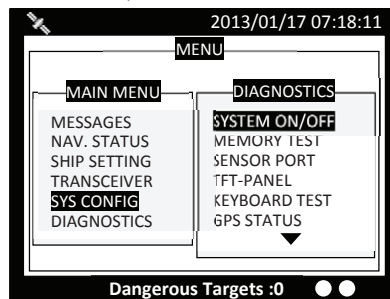 2013/01/17 07:18:11
MENU
MAIN MENU
MESSAGES
NAV. STATUS
SHIP SETTING
TRANSCEIVER
SYS CONFIG
DIAGNOSTICS
DIAGNOSTICS
SYSTEM ON/OFF
MEMORY TEST
SENSOR PORT
TFT-PANEL
KEYBOARD TEST
GPS STATUS
Dangerous Targets :0